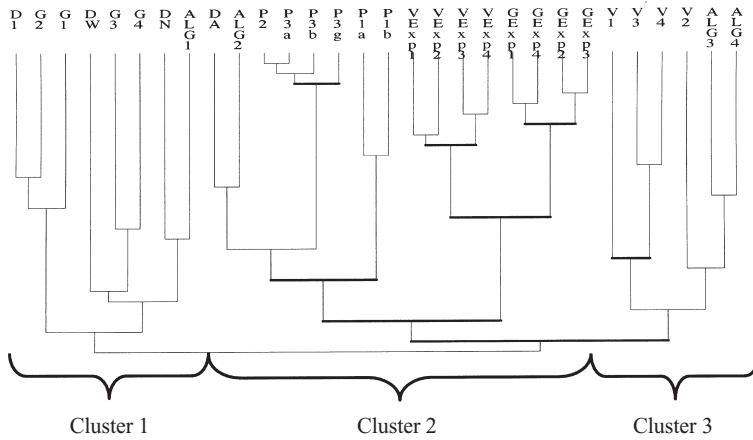 D1 G2 G1 DW G3 G4 DN ALG1 DA ALG2 P2 P3a P3b P3g P1a P1b VExp1 VExp2 VExp3 VExp4 GExp1 GExp4 GExp2 GExp3 V1 V3 V4 V2 ALG3 ALG4
Cluster 1 Cluster 2 Cluster 3